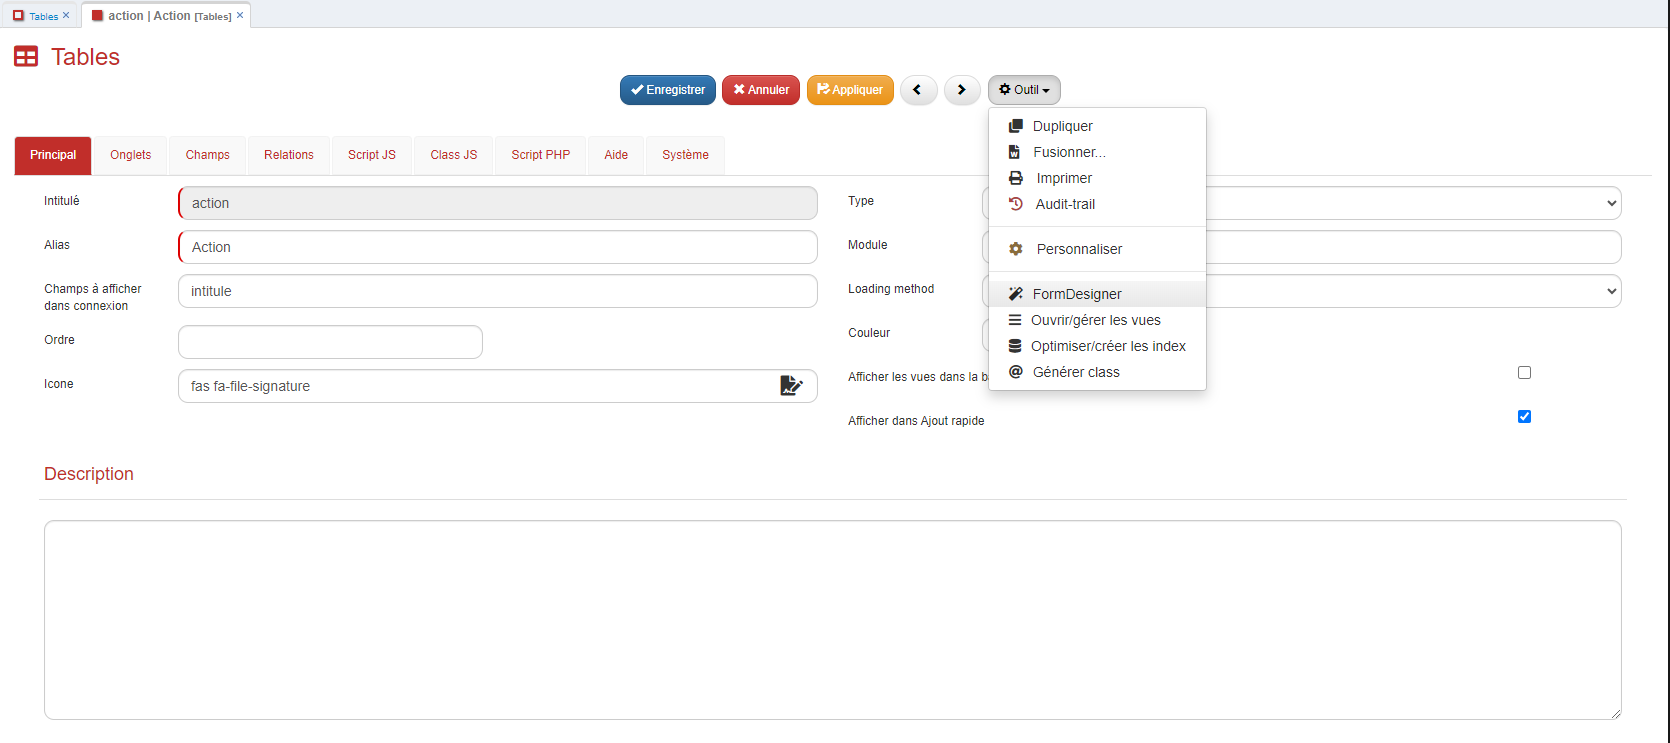 Tables ×
action | Action [Tables] ×
Tables
Enregistrer Annuler Appliquer Outil
Dupliquer
Fusionner...
Imprimer
Audit-trail
Personnaliser
FormDesigner
Ouvrir/gérer les vues
Optimiser/créer les index
Générer class
Principal Onglets Champs Relations Script JS Class JS Script PHP Aide Système
Intitulé action
Alias Action
Champs à afficher
dans connexion
intitule
Ordre
Icone fas fa-file-signature
Type
Module
Loading method
Couleur
Afficher les vues dans la
Afficher dans Ajout rapide
Description